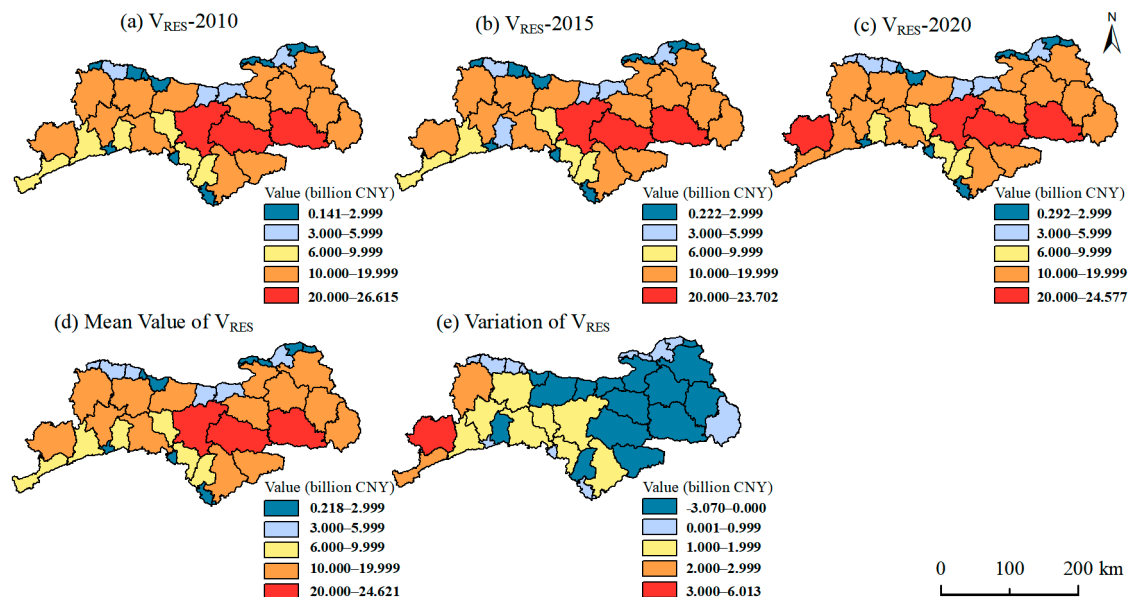 (a) VRES-2010
(b) VRES-2015
(c) VRES-2020
N
Value (billion CNY)
0.141–2.999
3.000–5.999
6.000–9.999
10.000–19.999
20.000–26.615
Value (billion CNY)
0.222–2.999
3.000–5.999
6.000–9.999
10.000–19.999
20.000–23.702
Value (billion CNY)
0.292–2.999
3.000–5.999
6.000–9.999
10.000–19.999
20.000–24.577
(d) Mean Value of VRES
(e) Variation of VRES
Value (billion CNY)
0.218–2.999
3.000–5.999
6.000–9.999
10.000–19.999
20.000–24.621
Value (billion CNY)
-3.070–0.000
0.001–0.999
1.000–1.999
2.000–2.999
3.000–6.013
0 100 200 km